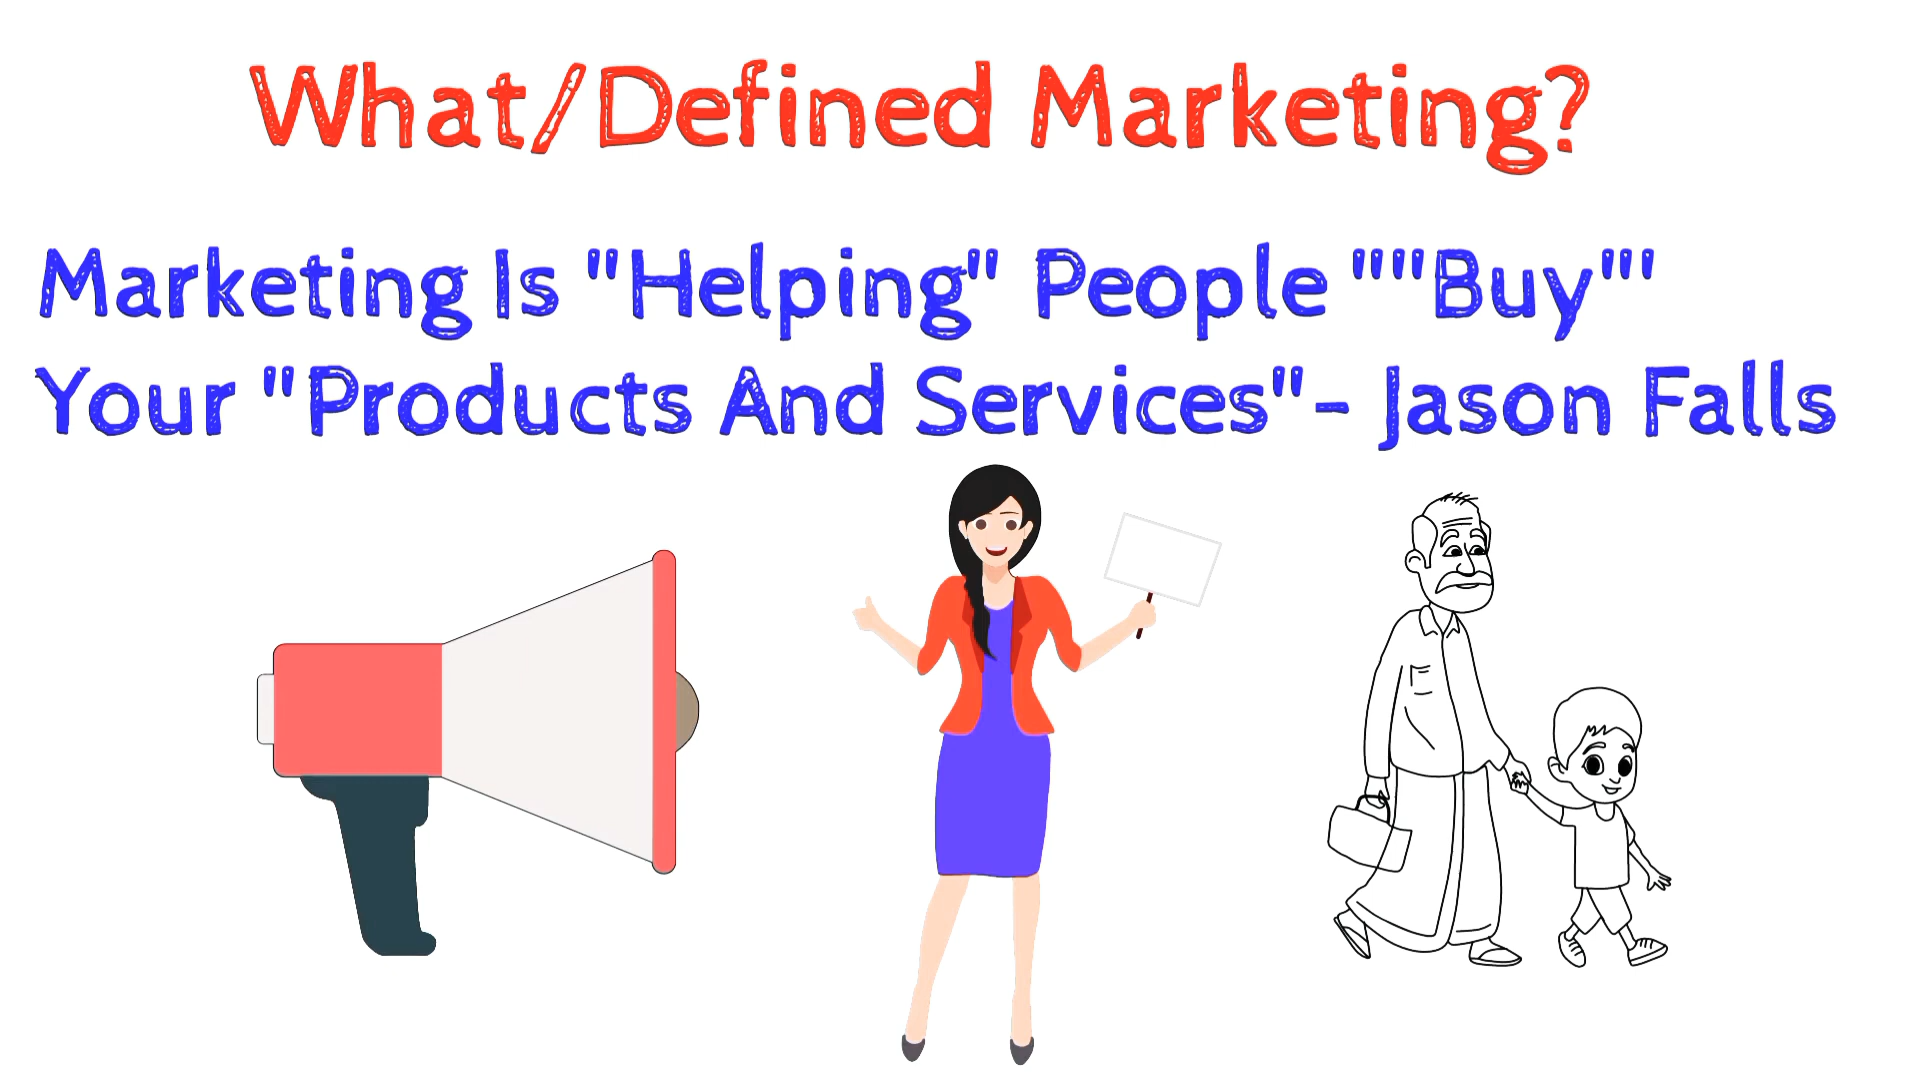 What/Defined Marketing?
Marketing Is "Helping" People """Buy"''
Your "Products And Services"- Jason Falls